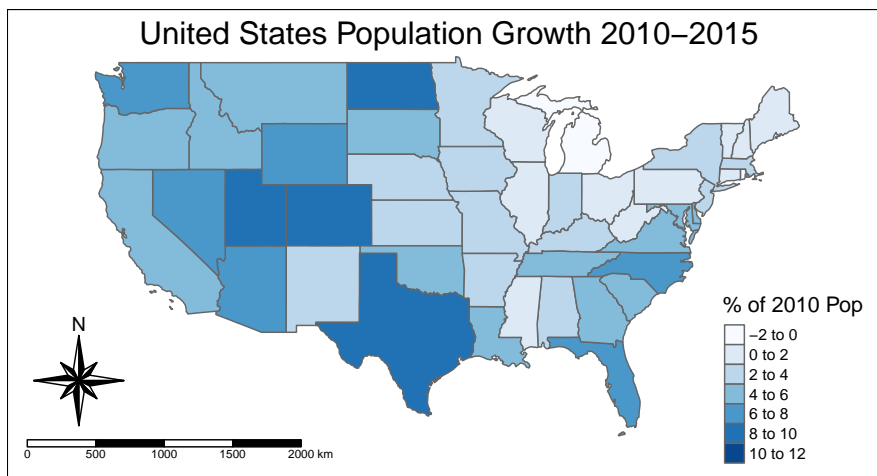 United States Population Growth 2010–2015
N
0 500 1000 1500 2000 km
% of 2010 Pop
−2 to 0
0 to 2
2 to 4
4 to 6
6 to 8
8 to 10
10 to 12